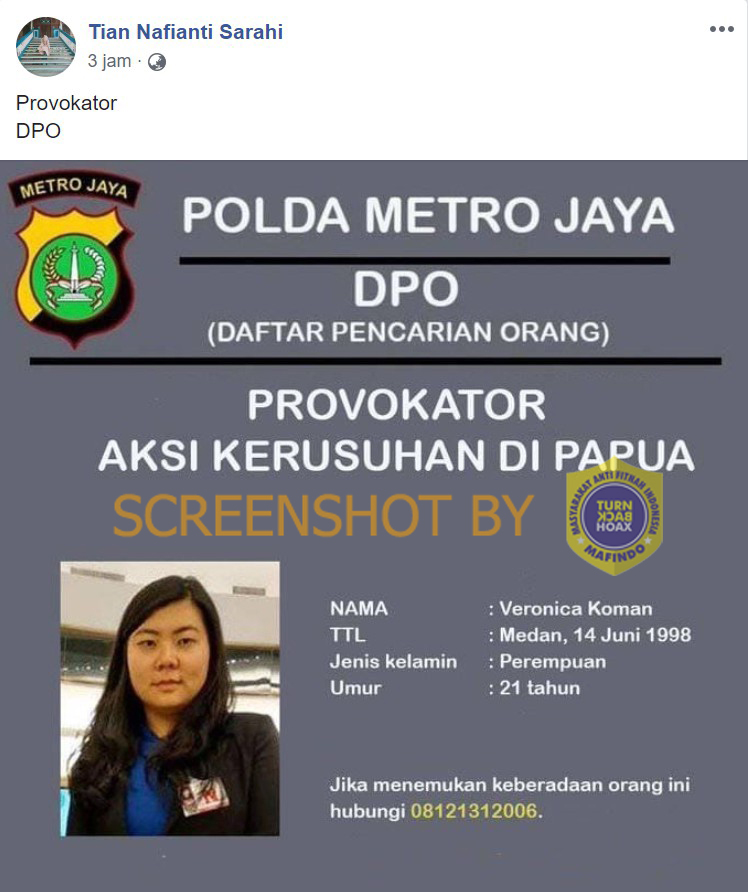 Tian Nafianti Sarahi
3 jam ·
Provokator
DPO
METRO JAYA
POLDA METRO JAYA
DPO
(DAFTAR PENCARIAN ORANG)
PROVOKATOR
AKSI KERUSUHAN DI PAPUA
SCREENSHOT BY
MASYARAKAT ANTI FITNAH INDONESIA
TURN
BACK
HOAX
MAFINDO
NAMA : Veronica Koman
TTL : Medan, 14 Juni 1998
Jenis kelamin : Perempuan
Umur : 21 tahun
Jika menemukan keberadaan orang ini
hubungi 08121312006.